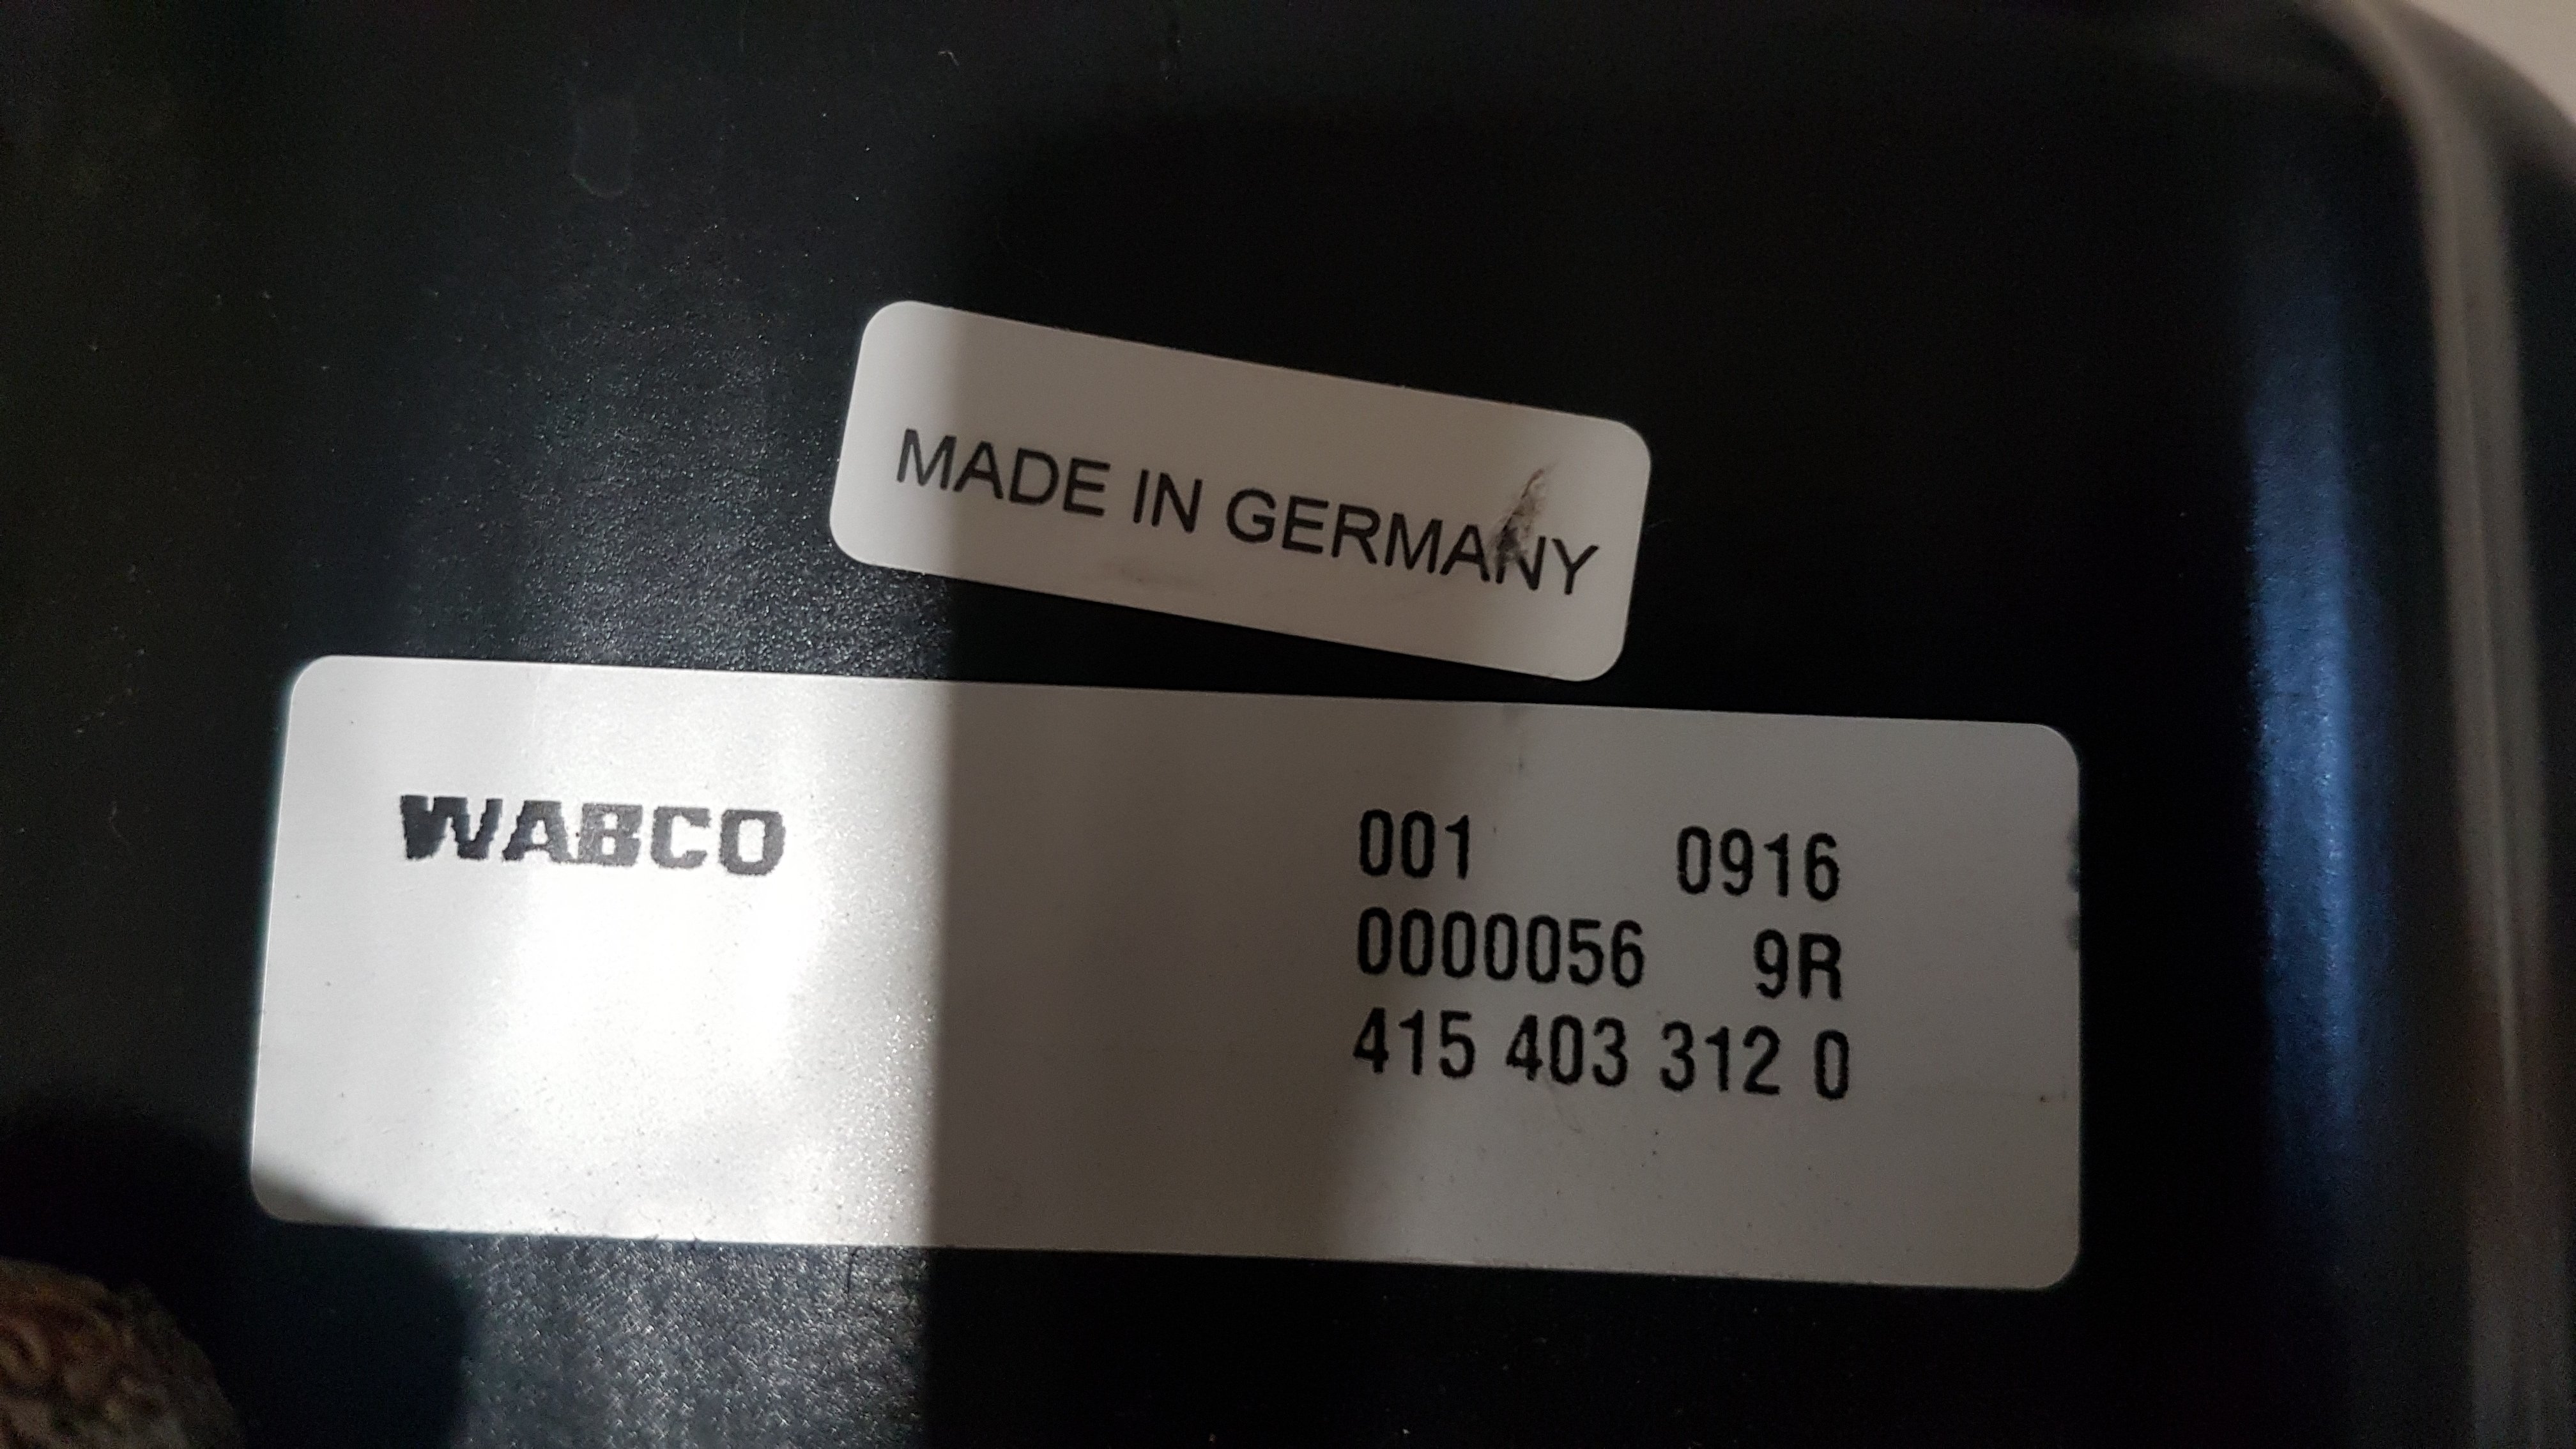 MADE IN GERMANY
WABCO
001 0916
0000056 9R
415 403 312 0